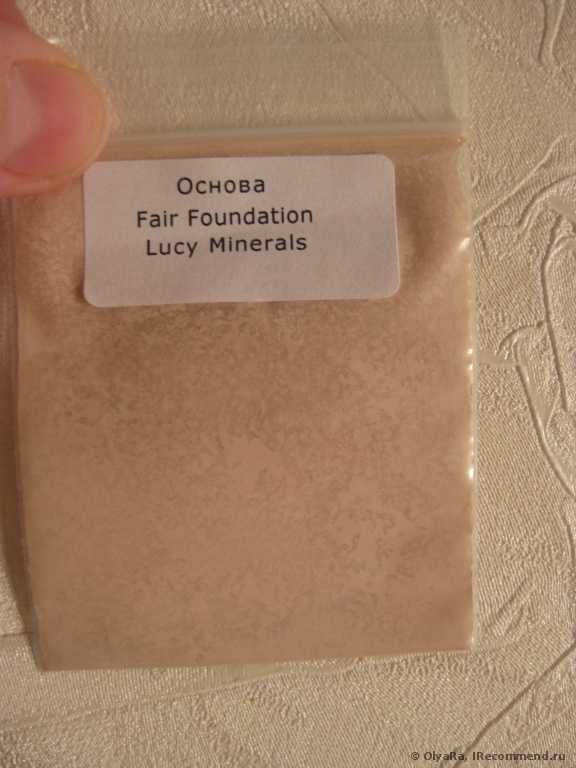 Основа
Fair Foundation
Lucy Minerals
© OlyaRa, IRecommend.ru